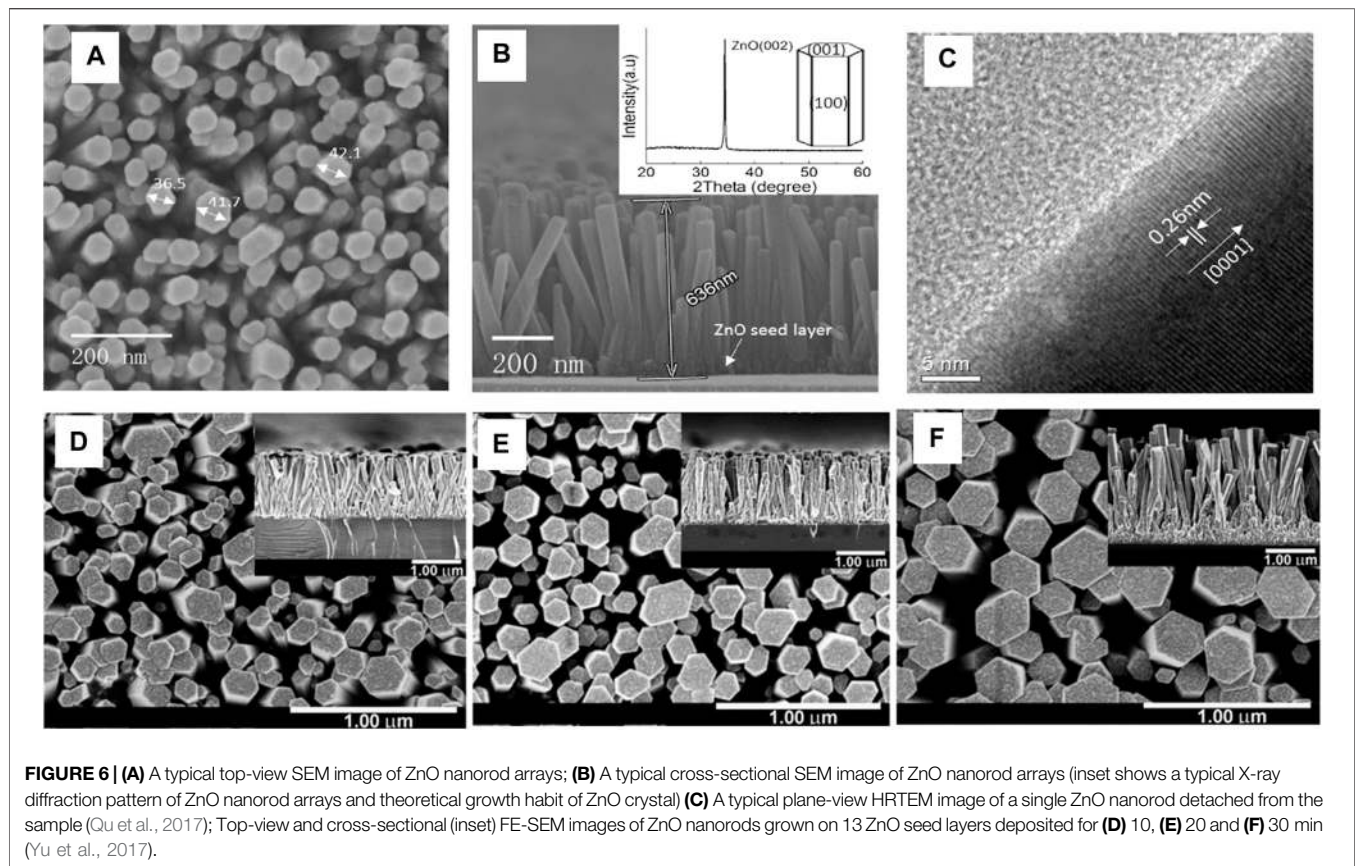 A
42.1
36.5
41.7
200 nm
B
ZnO(002)
(001)
(100)
Intensity(a.u)
20 30 40 50 60
2Theta (degree)
636nm
ZnO seed layer
200 nm
C
0.26nm
[0001]
5 nm
D
1.00 µm
1.00 µm
E
1.00 µm
1.00 µm
F
1.00 µm
1.00 µm
FIGURE 6 | (A) A typical top-view SEM image of ZnO nanorod arrays; (B) A typical cross-sectional SEM image of ZnO nanorod arrays (inset shows a typical X-ray
diffraction pattern of ZnO nanorod arrays and theoretical growth habit of ZnO crystal) (C) A typical plane-view HRTEM image of a single ZnO nanorod detached from the
sample (Qu et al., 2017); Top-view and cross-sectional (inset) FE-SEM images of ZnO nanorods grown on 13 ZnO seed layers deposited for (D) 10, (E) 20 and (F) 30 min
(Yu et al., 2017).